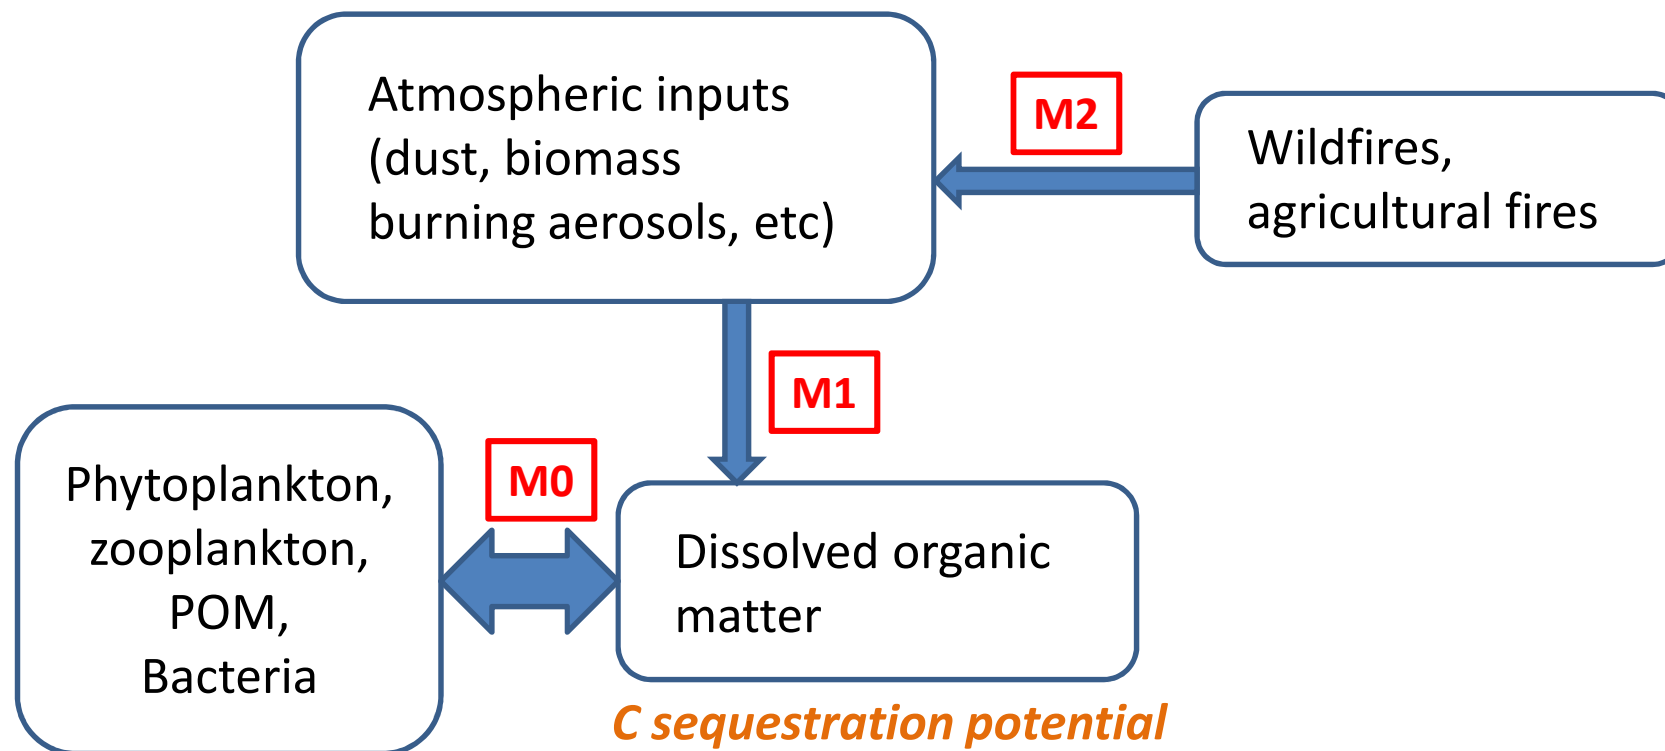 Atmospheric inputs
(dust, biomass
burning aerosols, etc)
M2
Wildfires,
agricultural fires
M1
Phytoplankton,
zooplankton,
POM,
Bacteria
M0
Dissolved organic
matter
C sequestration potential